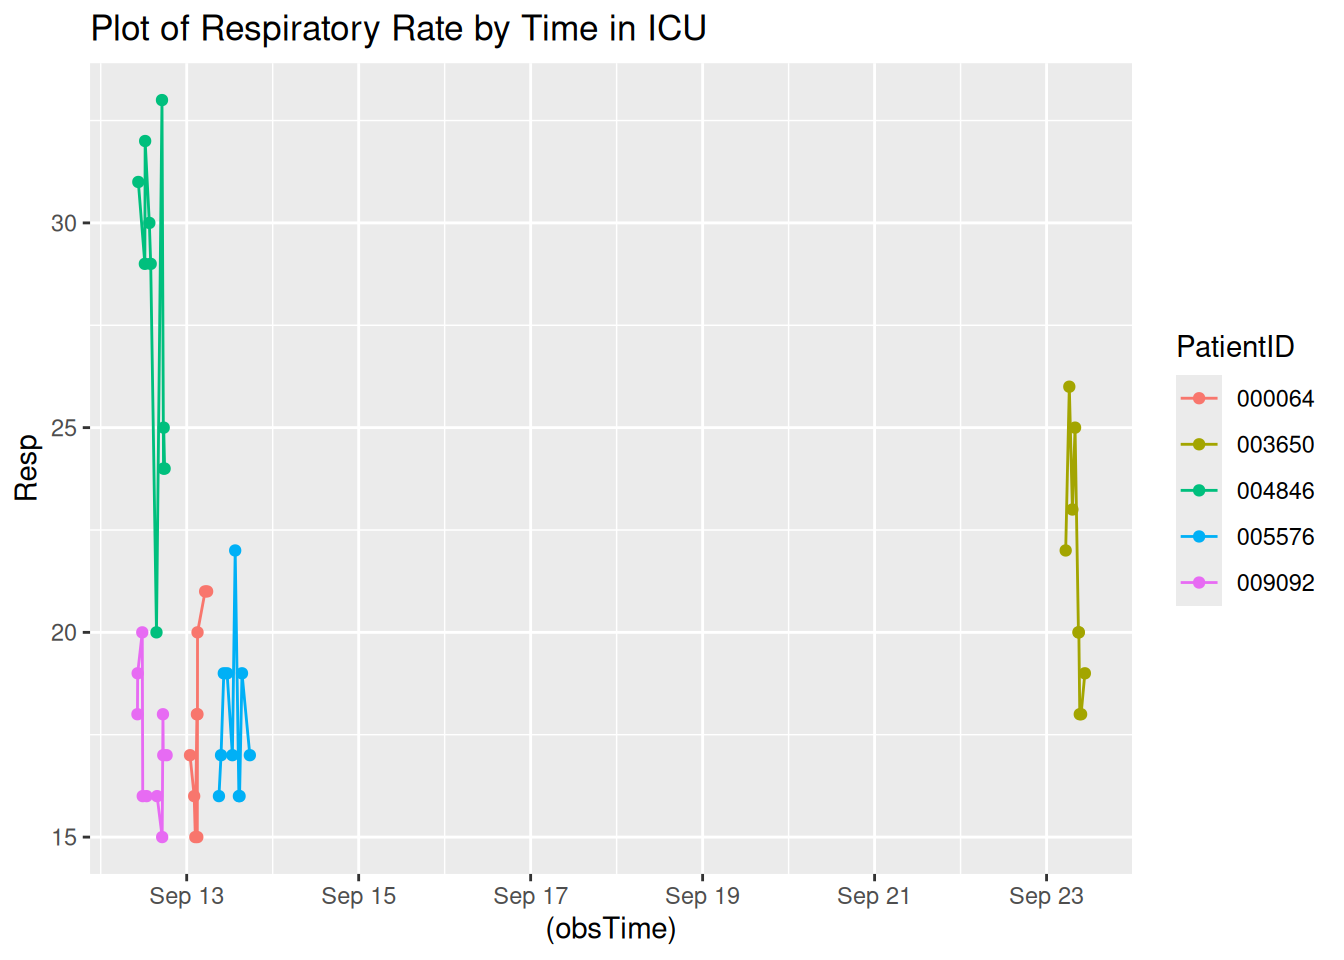 Plot of Respiratory Rate by Time in ICU
30
25
20
15
Resp
Sep 13 Sep 15 Sep 17 Sep 19 Sep 21 Sep 23
(obsTime)
PatientID
000064
003650
004846
005576
009092